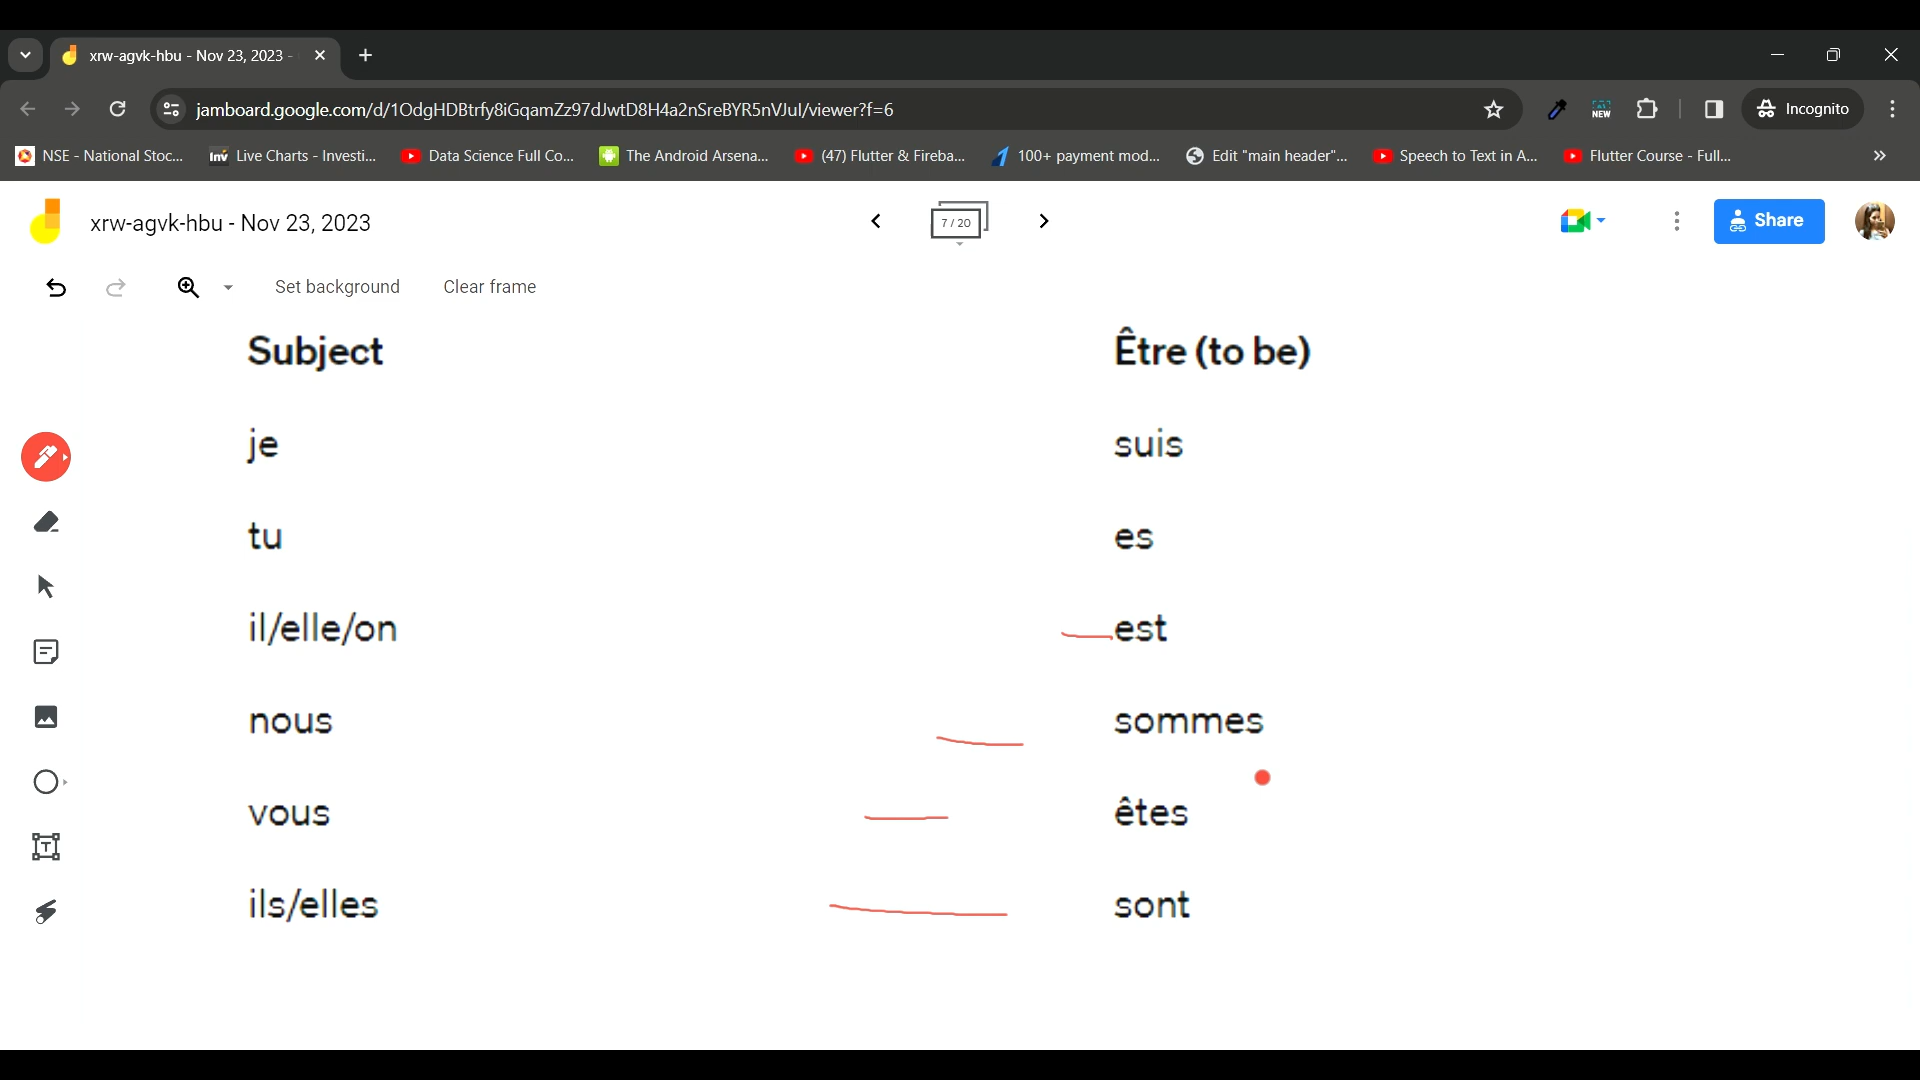 xrw-agvk-hbu - Nov 23, 2023 -
jamboard.google.com/d/1OdgHDBtrfy8iGqamZz97dJwtD8H4a2nSreBYR5nVJuI/viewer?f=6
NEW
Incognito
NSE - National Stoc...
Inv Live Charts - Investi...
Data Science Full Co...
The Android Arsena...
(47) Flutter & Fireba...
100+ payment mod...
Edit "main header"...
Speech to Text in A...
Flutter Course - Full...
xrw-agvk-hbu - Nov 23, 2023
7 / 20
Share
Set background
Clear frame
Subject Être (to be)
je suis
tu es
il/elle/on est
nous sommes
vous êtes
ils/elles sont